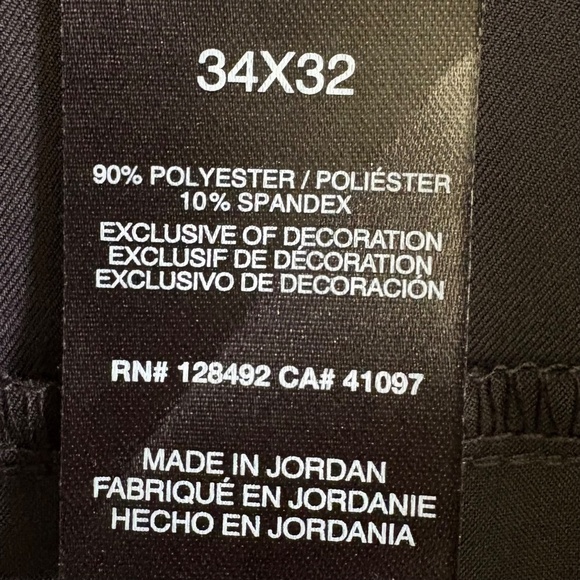 34X32
90% POLYESTER / POLIÉSTER
10% SPANDEX
EXCLUSIVE OF DECORATION
EXCLUSIF DE DÉCORATION
EXCLUSIVO DE DECORACIÓN
RN# 128492 CA# 41097
MADE IN JORDAN
FABRIQUÉ EN JORDANIE
HECHO EN JORDANIA